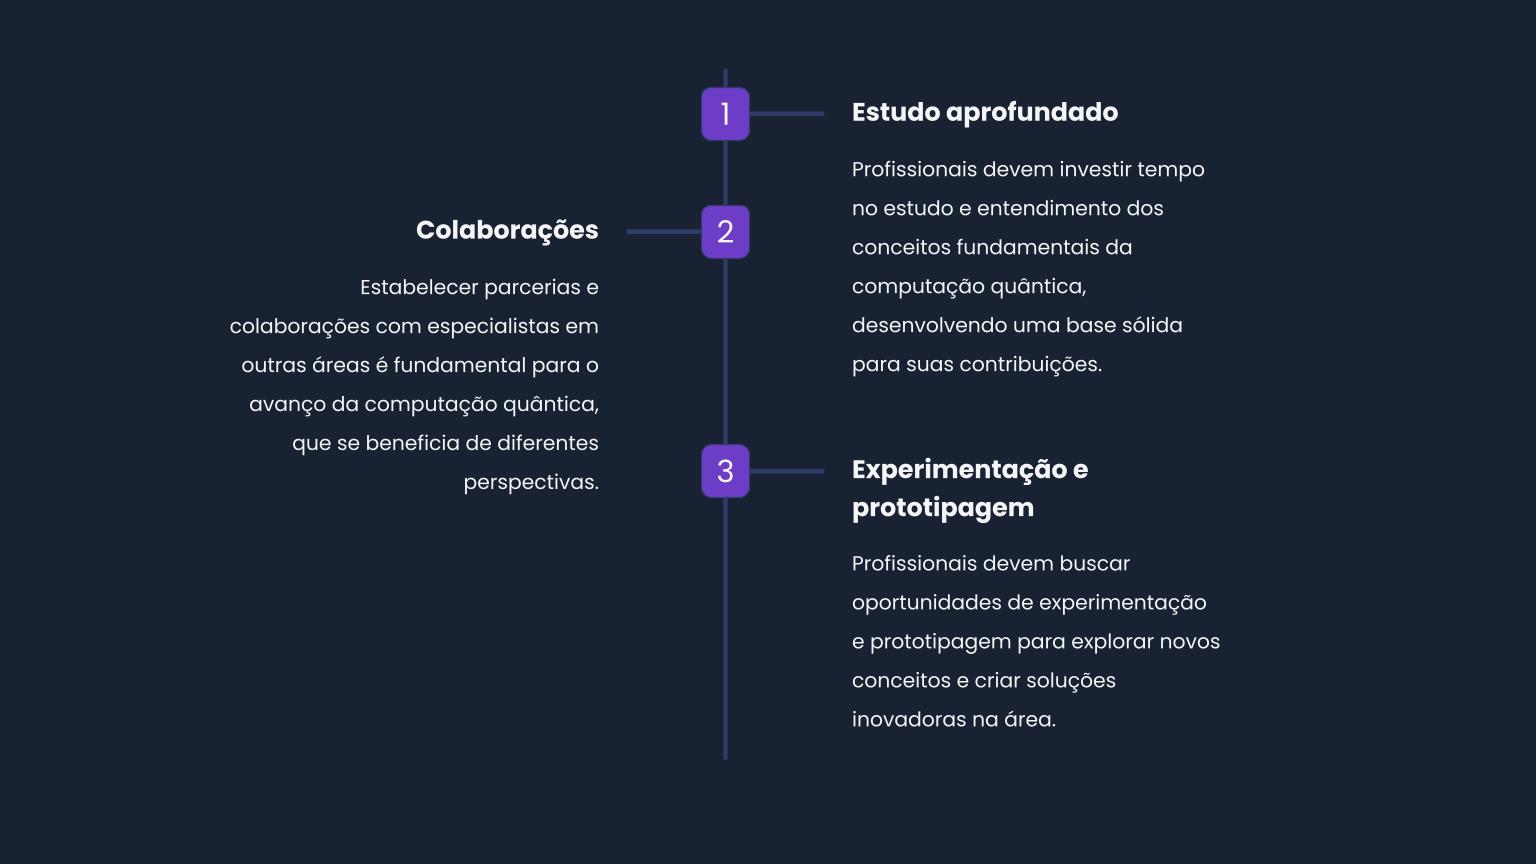 1
Estudo aprofundado
Profissionais devem investir tempo
no estudo e entendimento dos
conceitos fundamentais da
computação quântica,
desenvolvendo uma base sólida
para suas contribuições.
2
Colaborações
Estabelecer parcerias e
colaborações com especialistas em
outras áreas é fundamental para o
avanço da computação quântica,
que se beneficia de diferentes
perspectivas.
3
Experimentação e
prototipagem
Profissionais devem buscar
oportunidades de experimentação
e prototipagem para explorar novos
conceitos e criar soluções
inovadoras na área.